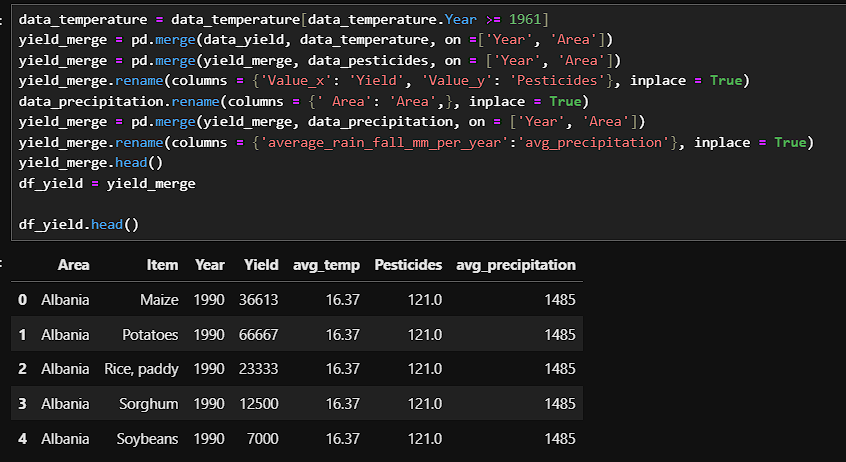 data_temperature = data_temperature[data_temperature.Year >= 1961]
yield_merge = pd.merge(data_yield, data_temperature, on =['Year', 'Area'])
yield_merge = pd.merge(yield_merge, data_pesticides, on = ['Year', 'Area'])
yield_merge.rename(columns = {'Value_x': 'Yield', 'Value_y': 'Pesticides'}, inplace = True)
data_precipitation.rename(columns = {' Area': 'Area',}, inplace = True)
yield_merge = pd.merge(yield_merge, data_precipitation, on = ['Year', 'Area'])
yield_merge.rename(columns = {'average_rain_fall_mm_per_year':'avg_precipitation'}, inplace = True)
yield_merge.head()
df_yield = yield_merge
df_yield.head()
Area Item Year Yield avg_temp Pesticides avg_precipitation
0 Albania Maize 1990 36613 16.37 121.0 1485
1 Albania Potatoes 1990 66667 16.37 121.0 1485
2 Albania Rice, paddy 1990 23333 16.37 121.0 1485
3 Albania Sorghum 1990 12500 16.37 121.0 1485
4 Albania Soybeans 1990 7000 16.37 121.0 1485